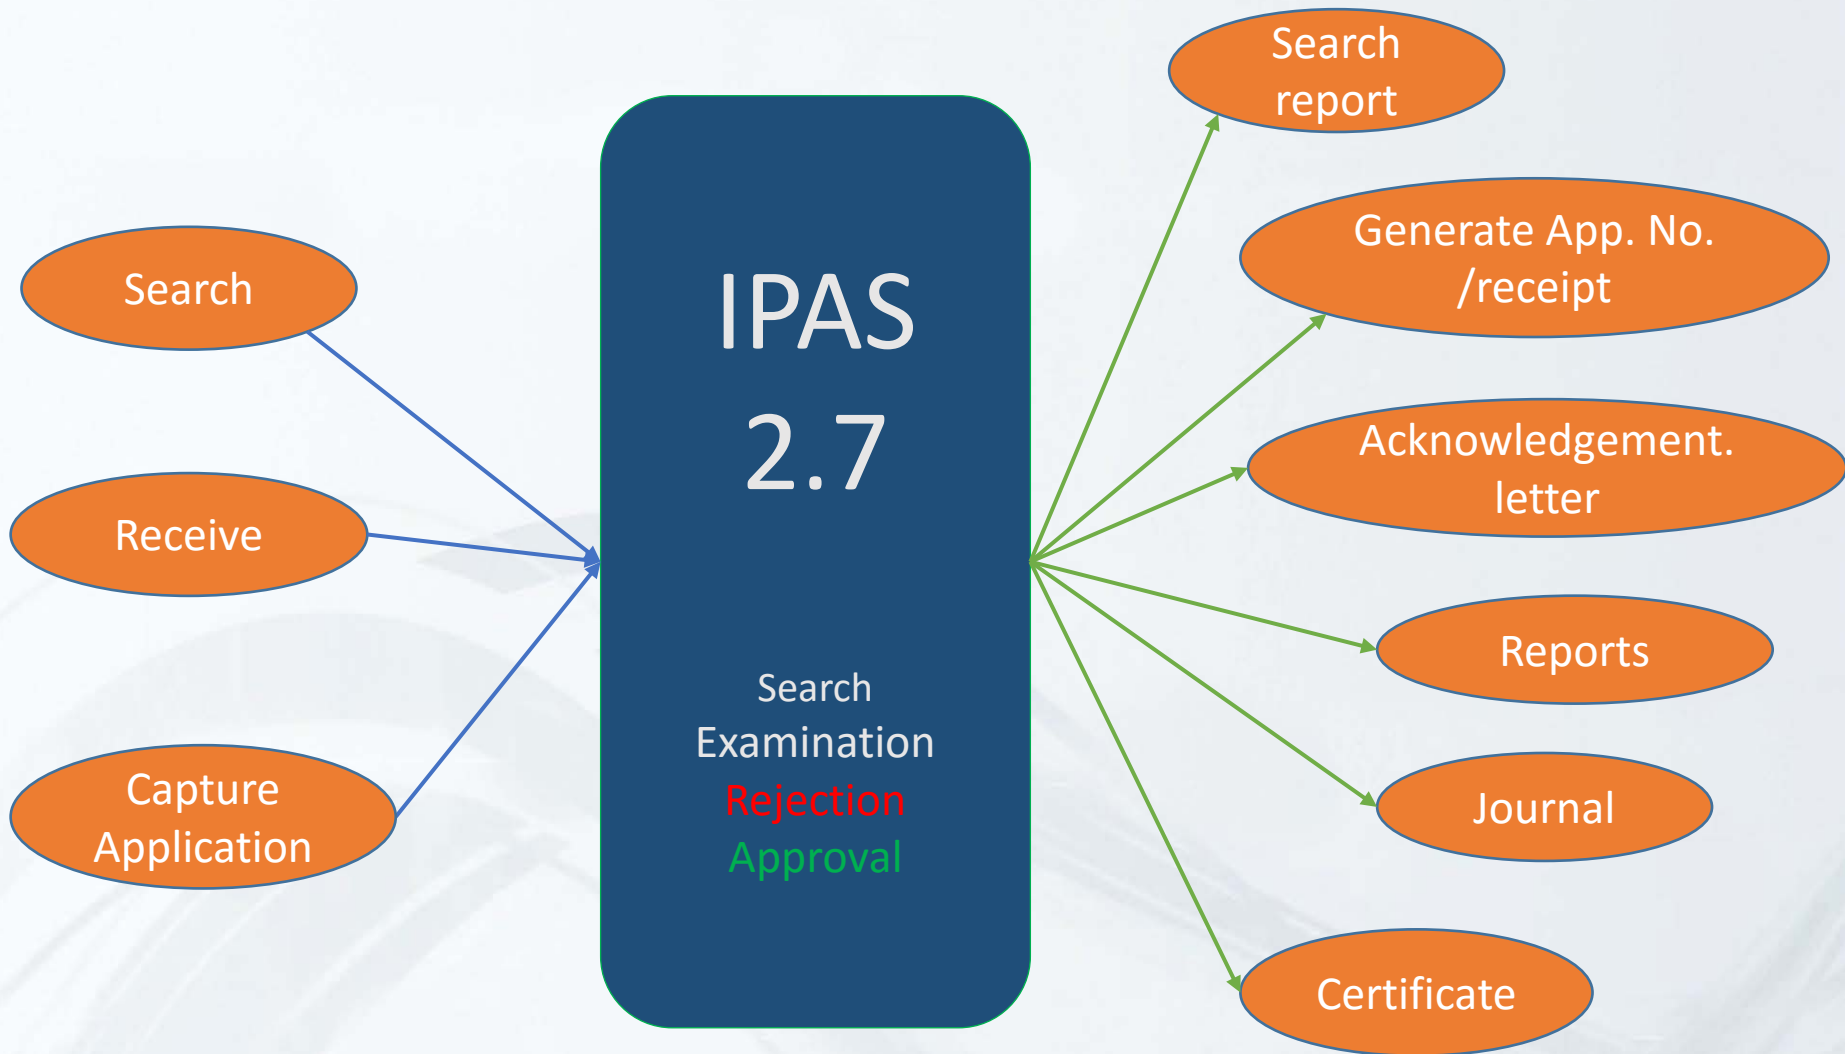 Search
Receive
Capture
Application
IPAS
2.7
Search
Examination
Rejection
Approval
Search
report
Generate App. No.
/receipt
Acknowledgement.
letter
Reports
Journal
Certificate